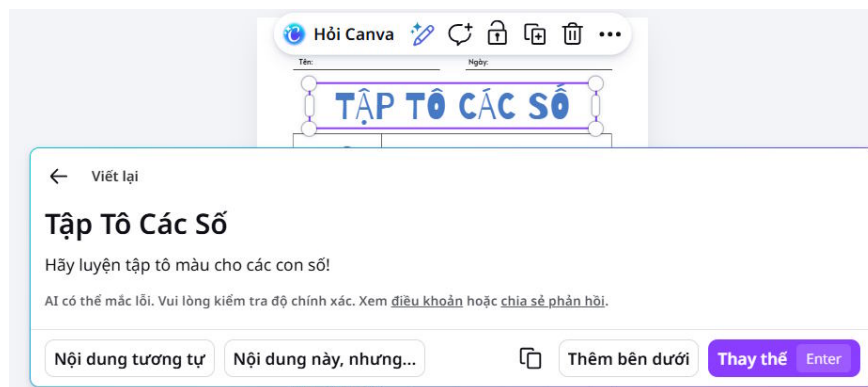 Hỏi Canva
Tên: Ngày:
TẬP TÔ CÁC SỐ
Viết lại
Tập Tô Các Số
Hãy luyện tập tô màu cho các con số!
AI có thể mắc lỗi. Vui lòng kiểm tra độ chính xác. Xem điều khoản hoặc chia sẻ phản hồi.
Nội dung tương tự Nội dung này, nhưng... Thêm bên dưới Thay thế Enter